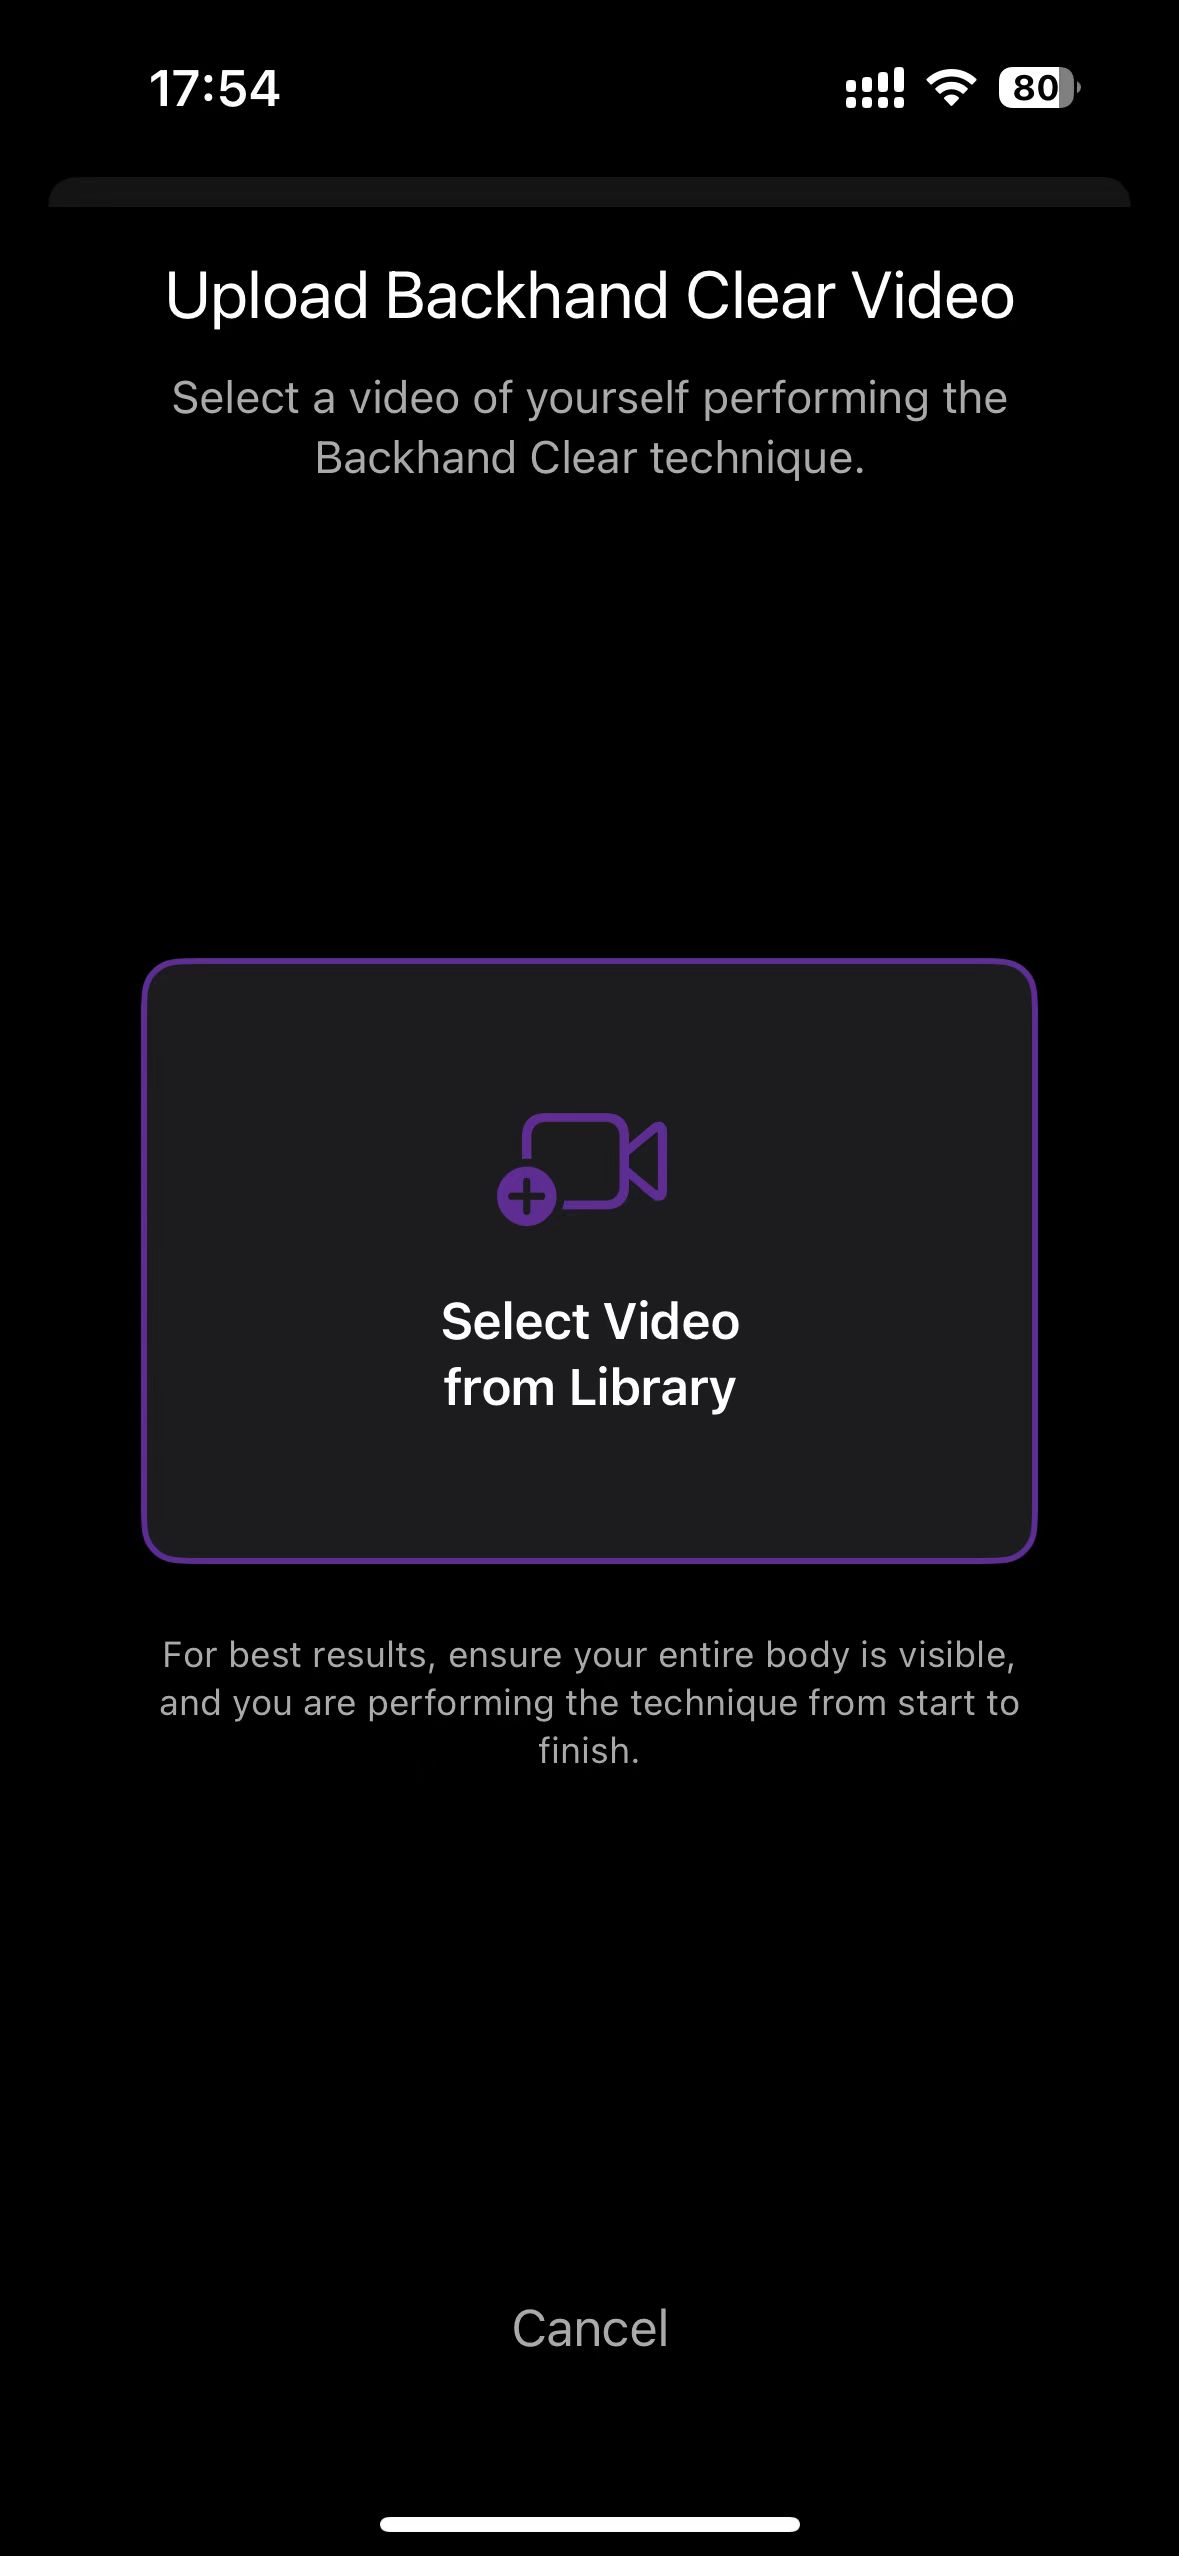 17:54
80
Upload Backhand Clear Video
Select a video of yourself performing the
Backhand Clear technique.
Select Video
from Library
For best results, ensure your entire body is visible,
and you are performing the technique from start to
finish.
Cancel